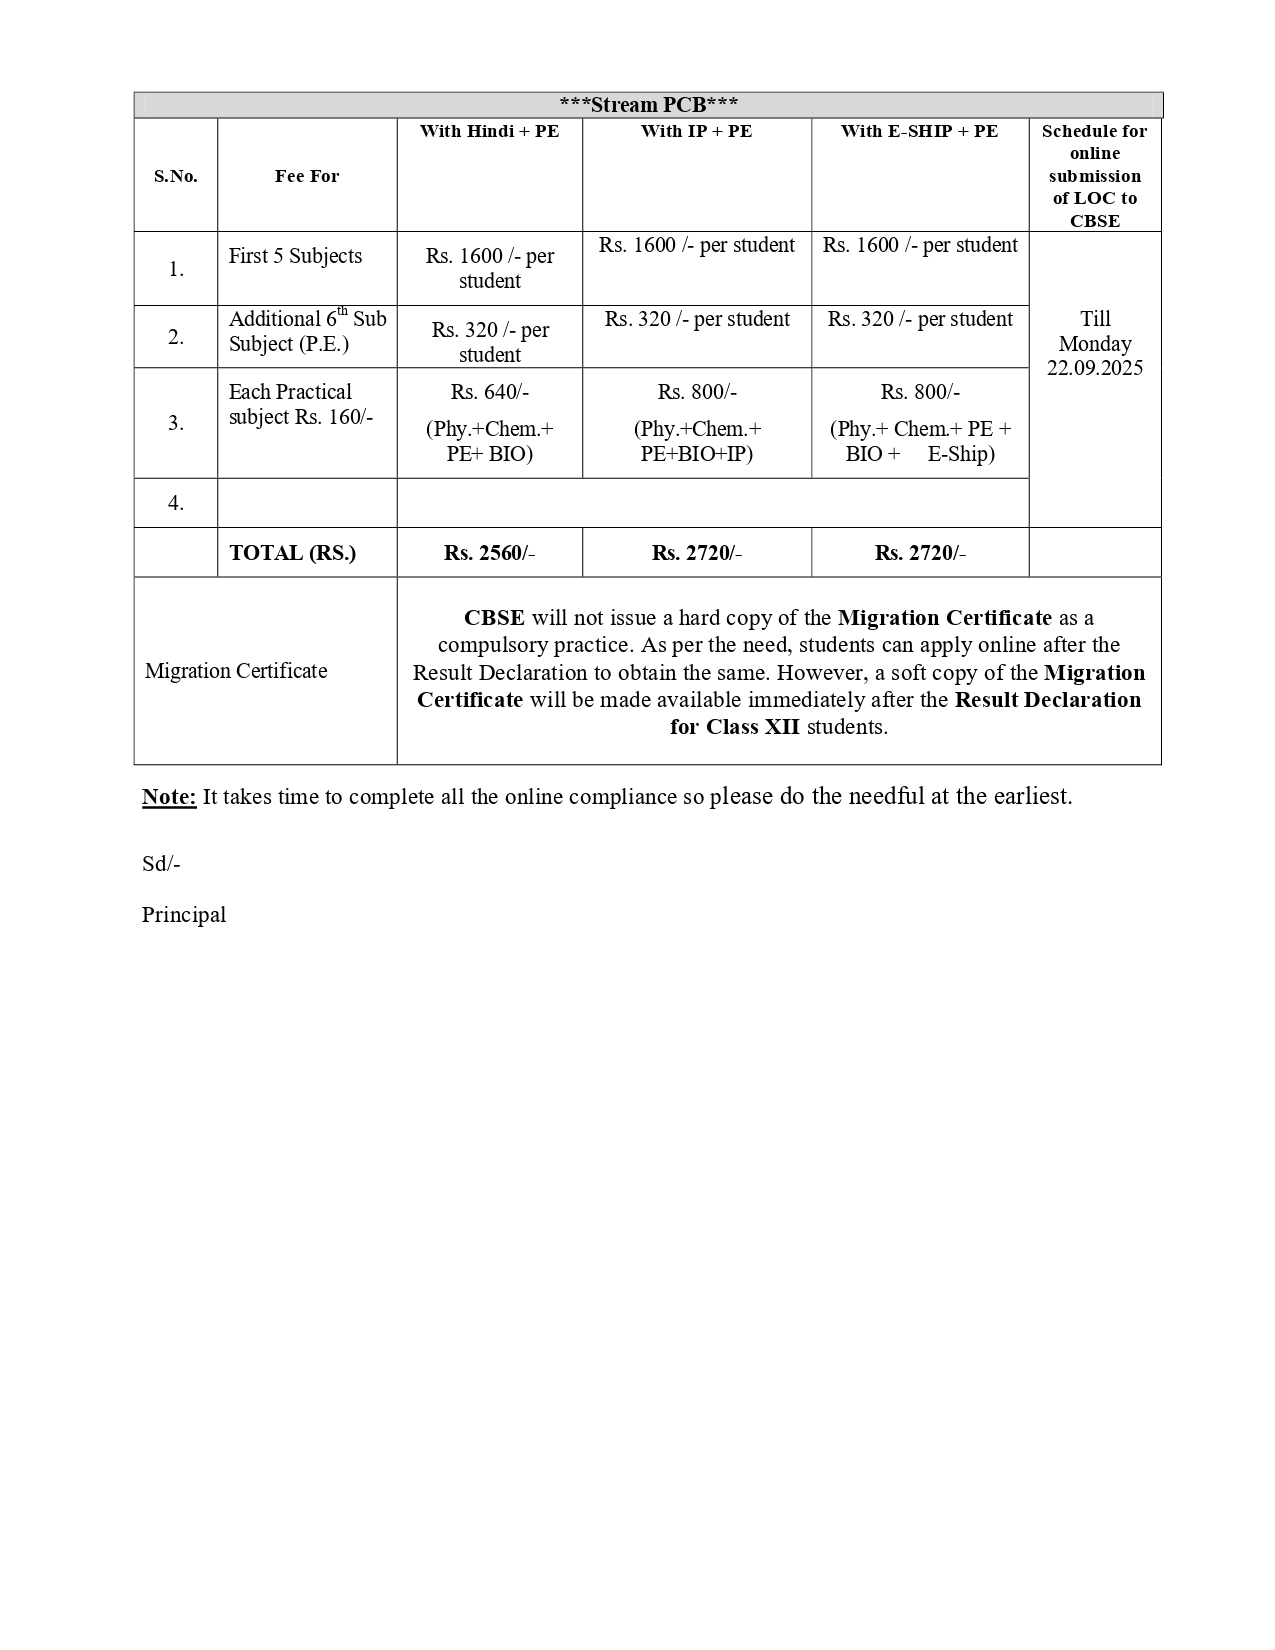 ***Stream PCB***
S.No.
Fee For
With Hindi + PE
With IP + PE
With E-SHIP + PE
Schedule for
online
submission
of LOC to
CBSE
1.
First 5 Subjects
Rs. 1600 /- per
student
Rs. 1600 /- per student
Rs. 1600 /- per student
2.
Additional 6th Sub
Subject (P.E.)
Rs. 320 /- per
student
Rs. 320 /- per student
Rs. 320 /- per student
Till
Monday
22.09.2025
3.
Each Practical
subject Rs. 160/-
Rs. 640/-
(Phy.+Chem.+
PE+ BIO)
Rs. 800/-
(Phy.+Chem.+
PE+BIO+IP)
Rs. 800/-
(Phy.+ Chem.+ PE +
BIO + E-Ship)
4.
TOTAL (RS.)
Rs. 2560/-
Rs. 2720/-
Rs. 2720/-
Migration Certificate
CBSE will not issue a hard copy of the Migration Certificate as a
compulsory practice. As per the need, students can apply online after the
Result Declaration to obtain the same. However, a soft copy of the Migration
Certificate will be made available immediately after the Result Declaration
for Class XII students.
Note: It takes time to complete all the online compliance so please do the needful at the earliest.
Sd/-
Principal